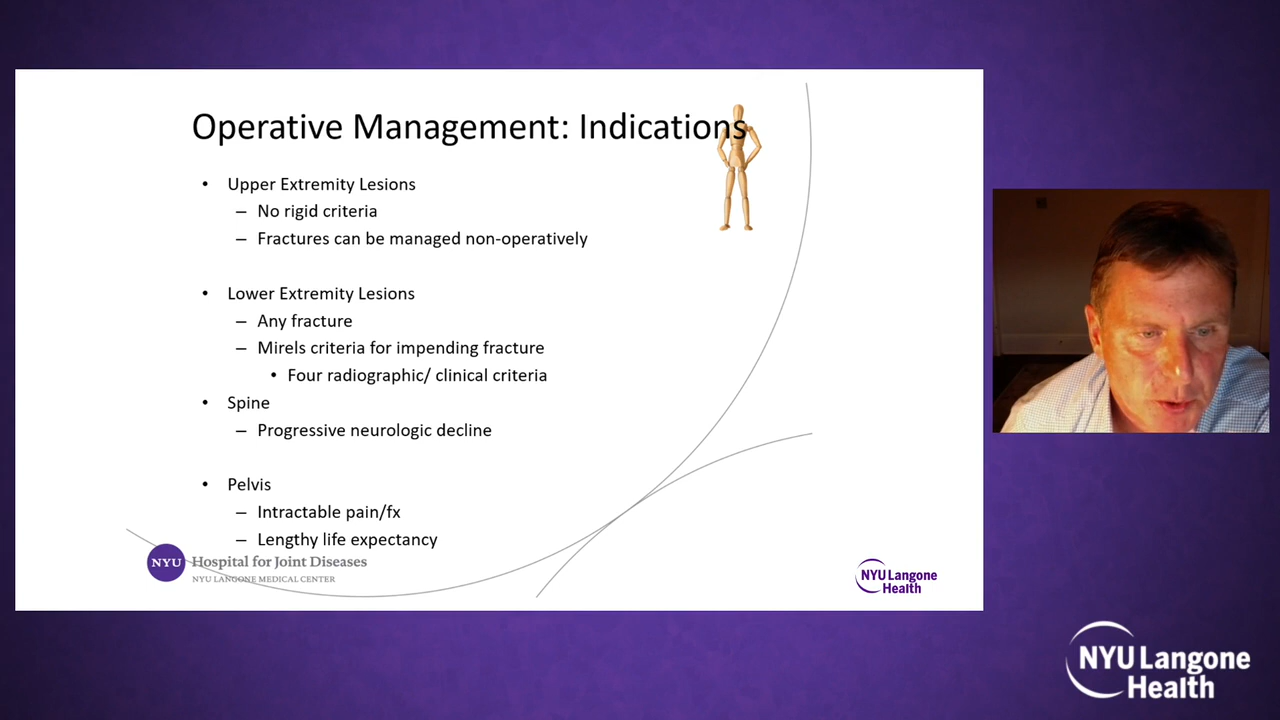 Operative Management: Indications
• Upper Extremity Lesions
– No rigid criteria
– Fractures can be managed non-operatively
• Lower Extremity Lesions
– Any fracture
– Mirels criteria for impending fracture
• Four radiographic/ clinical criteria
• Spine
– Progressive neurologic decline
• Pelvis
– Intractable pain/fx
– Lengthy life expectancy
NYU Hospital for Joint Diseases
NYU LANGONE MEDICAL CENTER
NYU Langone
Health
NYU Langone
Health